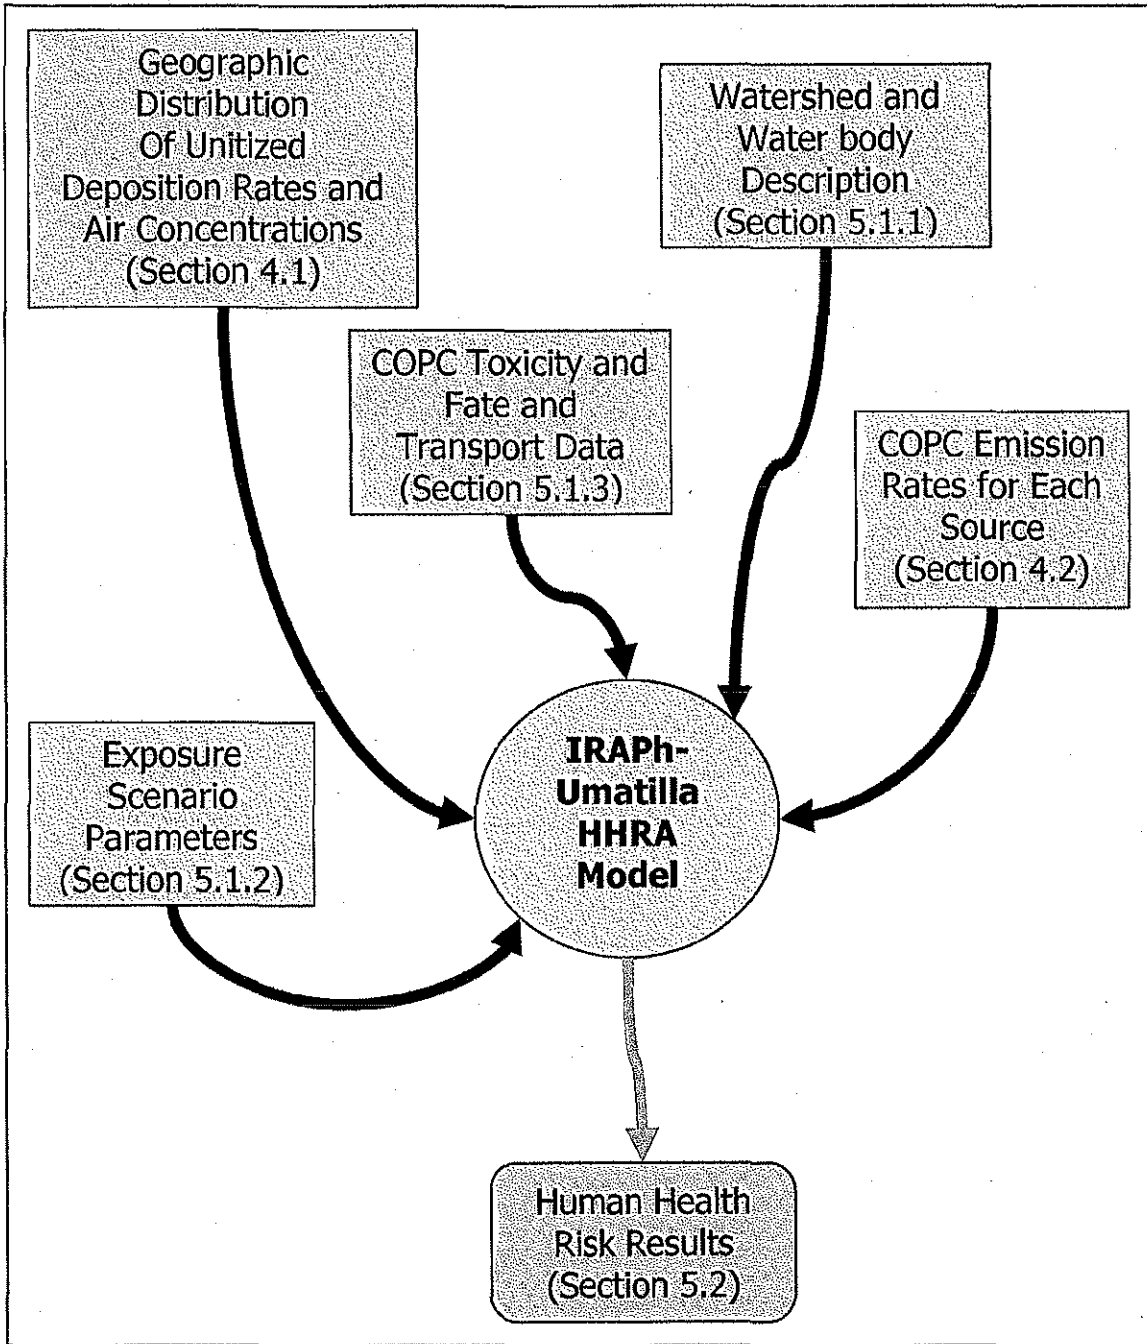 Geographic
Distribution
Of Unitized
Deposition Rates and
Air Concentrations
(Section 4.1)
Watershed and
Water body
Description
(Section 5.1.1)
COPC Toxicity and
Fate and
Transport Data
(Section 5.1.3)
COPC Emission
Rates for Each
Source
(Section 4.2)
Exposure
Scenario
Parameters
(Section 5.1.2)
IRAPh-
Umatilla
HHRA
Model
Human Health
Risk Results
(Section 5.2)